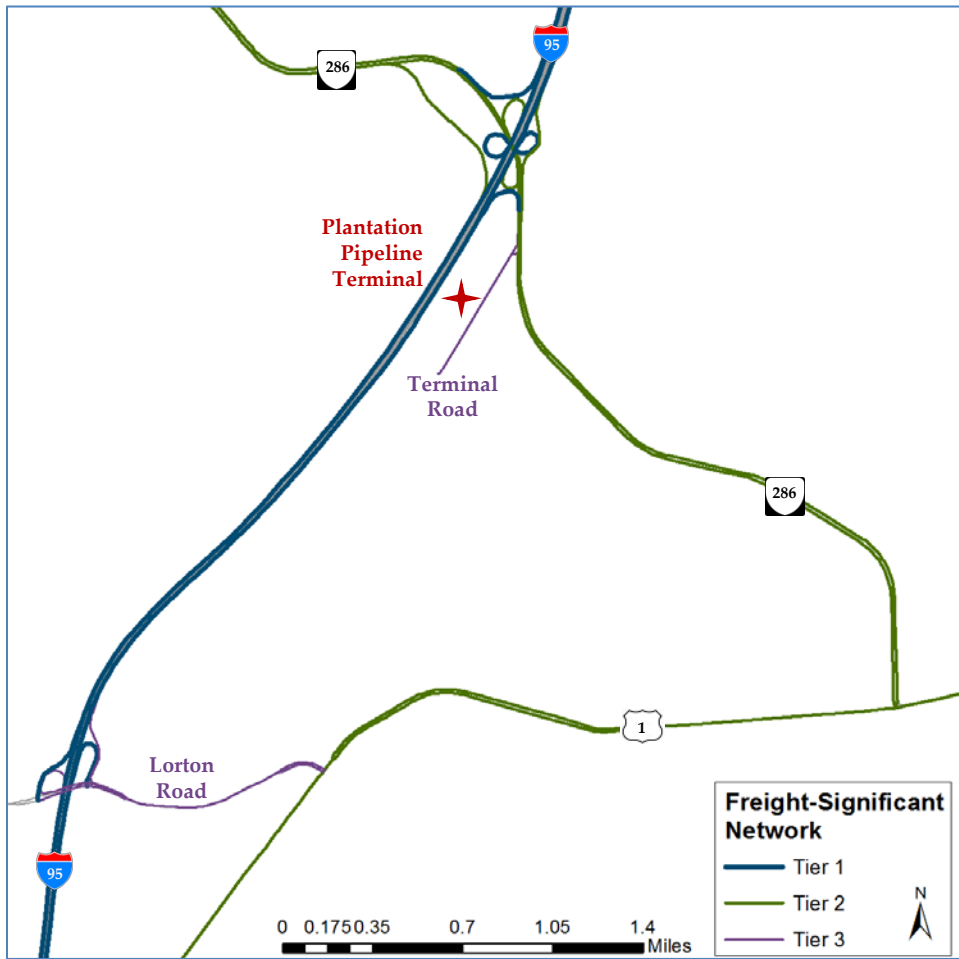 95
286
Plantation
Pipeline
Terminal
Terminal
Road
286
1
Lorton
Road
95
Freight-Significant
Network
Tier 1
Tier 2
Tier 3
N
0 0.175 0.35 0.7 1.05 1.4
Miles